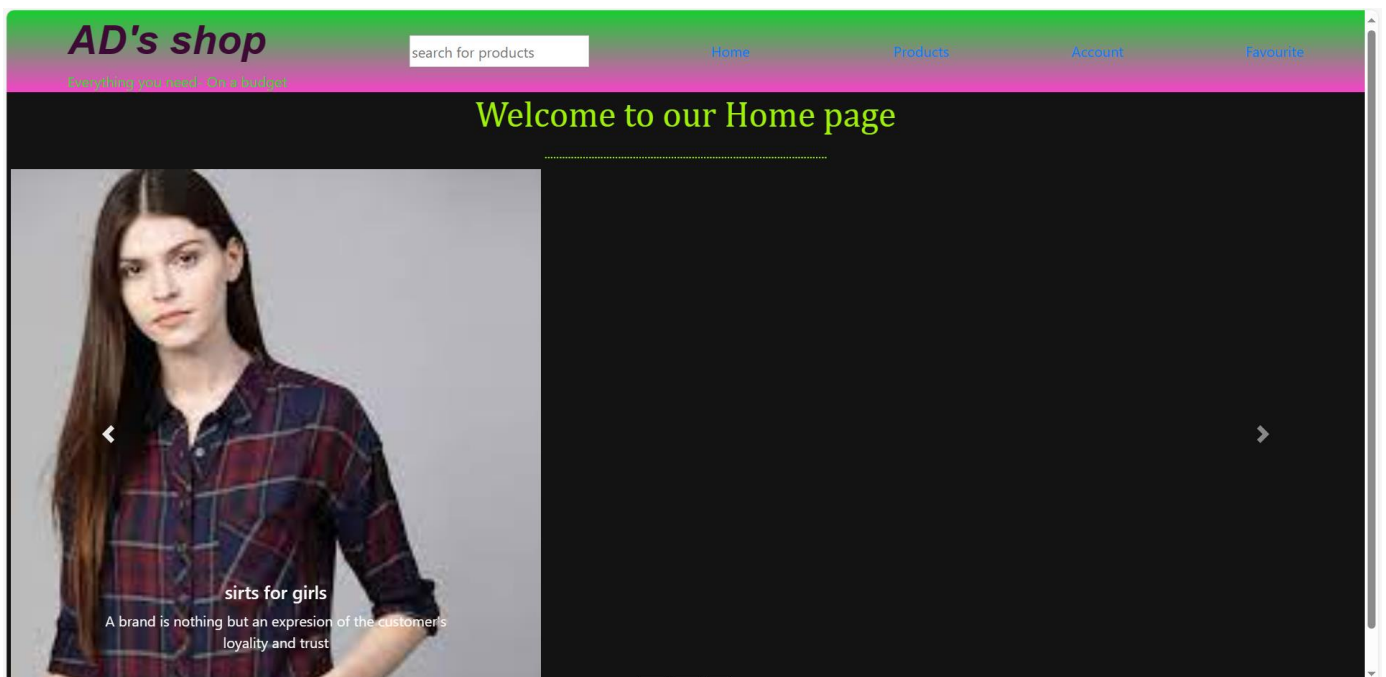 AD's shop
Everything you need- On a budget
search for products
Home
Products
Account
Favourite
Welcome to our Home page
sirts for girls
A brand is nothing but an expresion of the customer's
loyality and trust